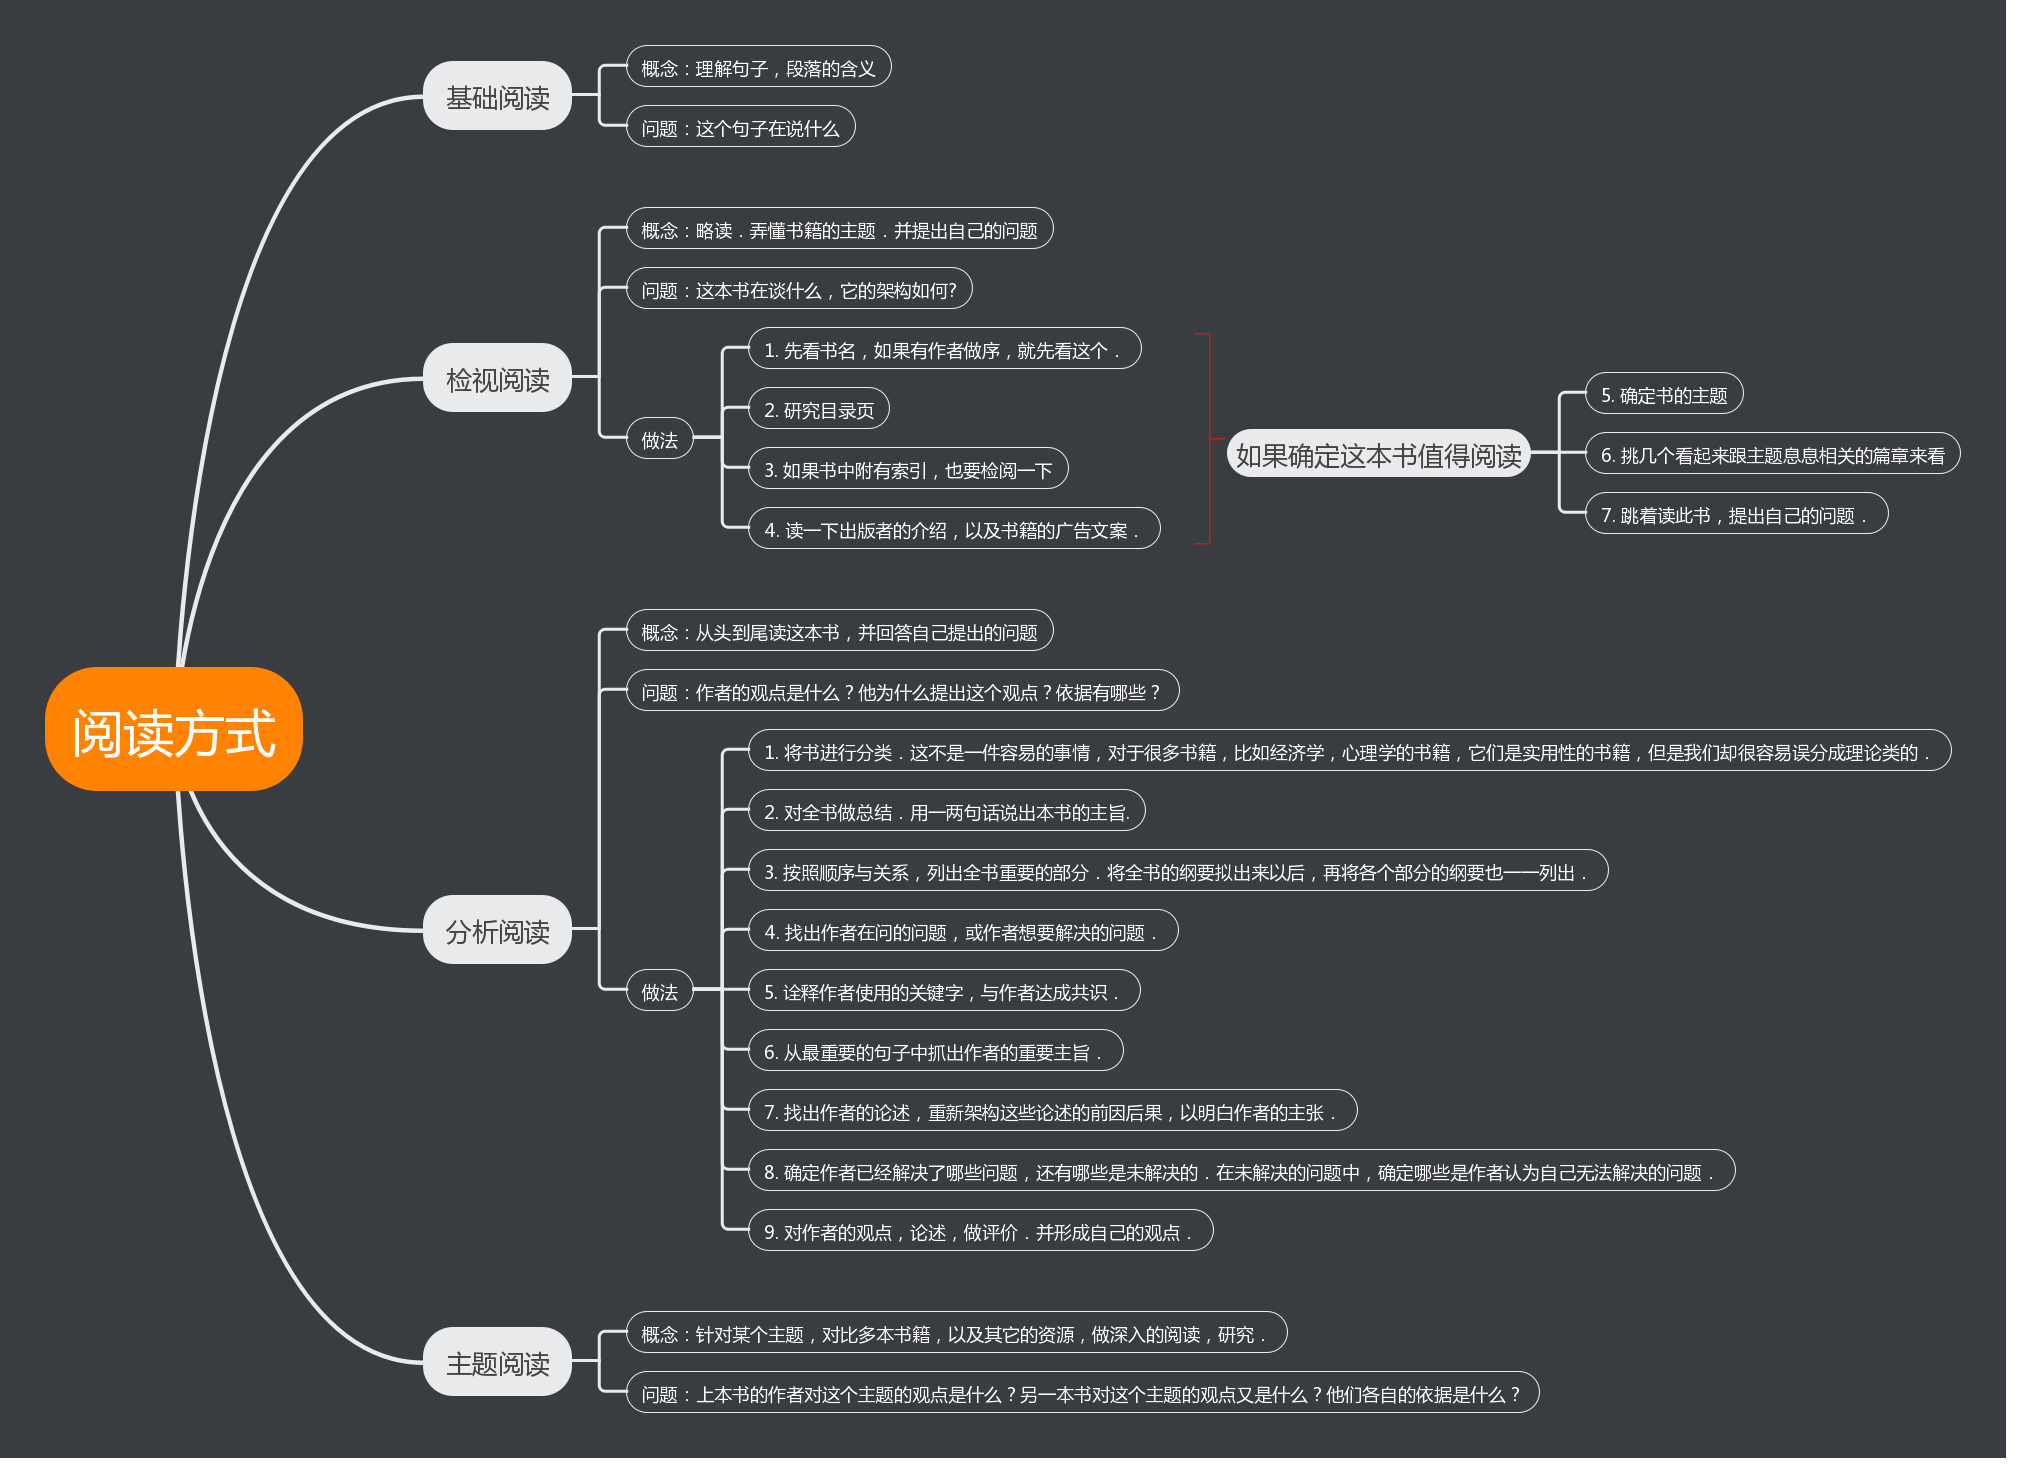 阅读方式
基础阅读
概念：理解句子，段落的含义
问题：这个句子在说什么
检视阅读
概念：略读．弄懂书籍的主题．并提出自己的问题
问题：这本书在谈什么，它的架构如何?
做法
1. 先看书名，如果有作者做序，就先看这个．
2. 研究目录页
3. 如果书中附有索引，也要检阅一下
4. 读一下出版者的介绍，以及书籍的广告文案．
如果确定这本书值得阅读
5. 确定书的主题
6. 挑几个看起来跟主题息息相关的篇章来看
7. 跳着读此书，提出自己的问题．
分析阅读
概念：从头到尾读这本书，并回答自己提出的问题
问题：作者的观点是什么？他为什么提出这个观点？依据有哪些？
做法
1. 将书进行分类．这不是一件容易的事情，对于很多书籍，比如经济学，心理学的书籍，它们是实用性的书籍，但是我们却很容易误分成理论类的．
2. 对全书做总结．用一两句话说出本书的主旨.
3. 按照顺序与关系，列出全书重要的部分．将全书的纲要拟出来以后，再将各个部分的纲要也一一列出．
4. 找出作者在问的问题，或作者想要解决的问题．
5. 诠释作者使用的关键字，与作者达成共识．
6. 从最重要的句子中抓出作者的重要主旨．
7. 找出作者的论述，重新架构这些论述的前因后果，以明白作者的主张．
8. 确定作者已经解决了哪些问题，还有哪些是未解决的．在未解决的问题中，确定哪些是作者认为自己无法解决的问题．
9. 对作者的观点，论述，做评价．并形成自己的观点．
主题阅读
概念：针对某个主题，对比多本书籍，以及其它的资源，做深入的阅读，研究．
问题：上本书的作者对这个主题的观点是什么？另一本书对这个主题的观点又是什么？他们各自的依据是什么？